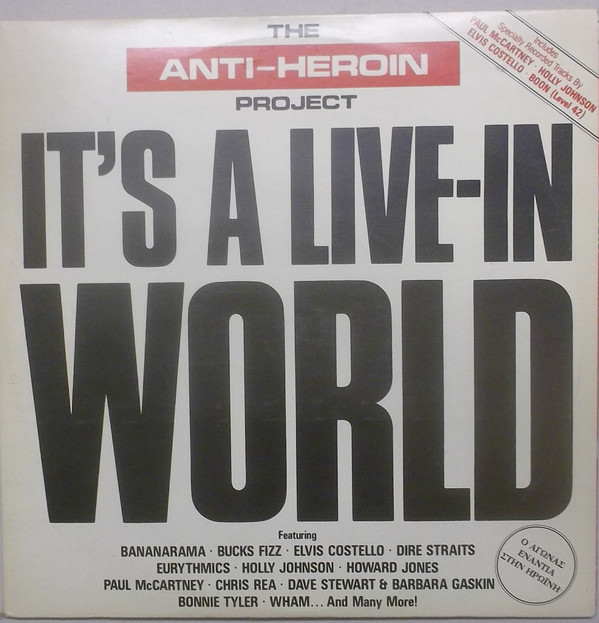 THE
ANTI-HEROIN
PROJECT
Includes
Specially Recorded Tracks By
PAUL McCARTNEY · HOLLY JOHNSON
ELVIS COSTELLO · BOON (Level 42)
IT'S A LIVE-IN
WORLD
Featuring
BANANARAMA · BUCKS FIZZ · ELVIS COSTELLO · DIRE STRAITS
EURYTHMICS · HOLLY JOHNSON · HOWARD JONES
PAUL McCARTNEY · CHRIS REA · DAVE STEWART & BARBARA GASKIN
BONNIE TYLER · WHAM... And Many More!
Ο ΑΓΩΝΑΣ
ΕΝΑΝΤΙΑ
ΣΤΗΝ ΗΡΩΪΝΗ